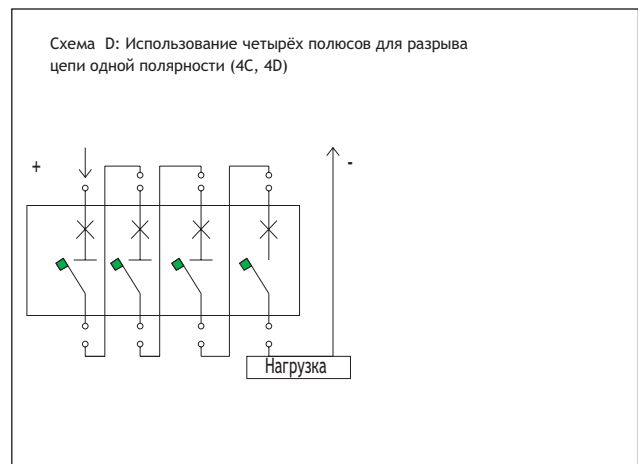 Схема  D: Использование четырёх полюсов для разрыва
цепи одной полярности (4C, 4D)
+
-
Нагрузка